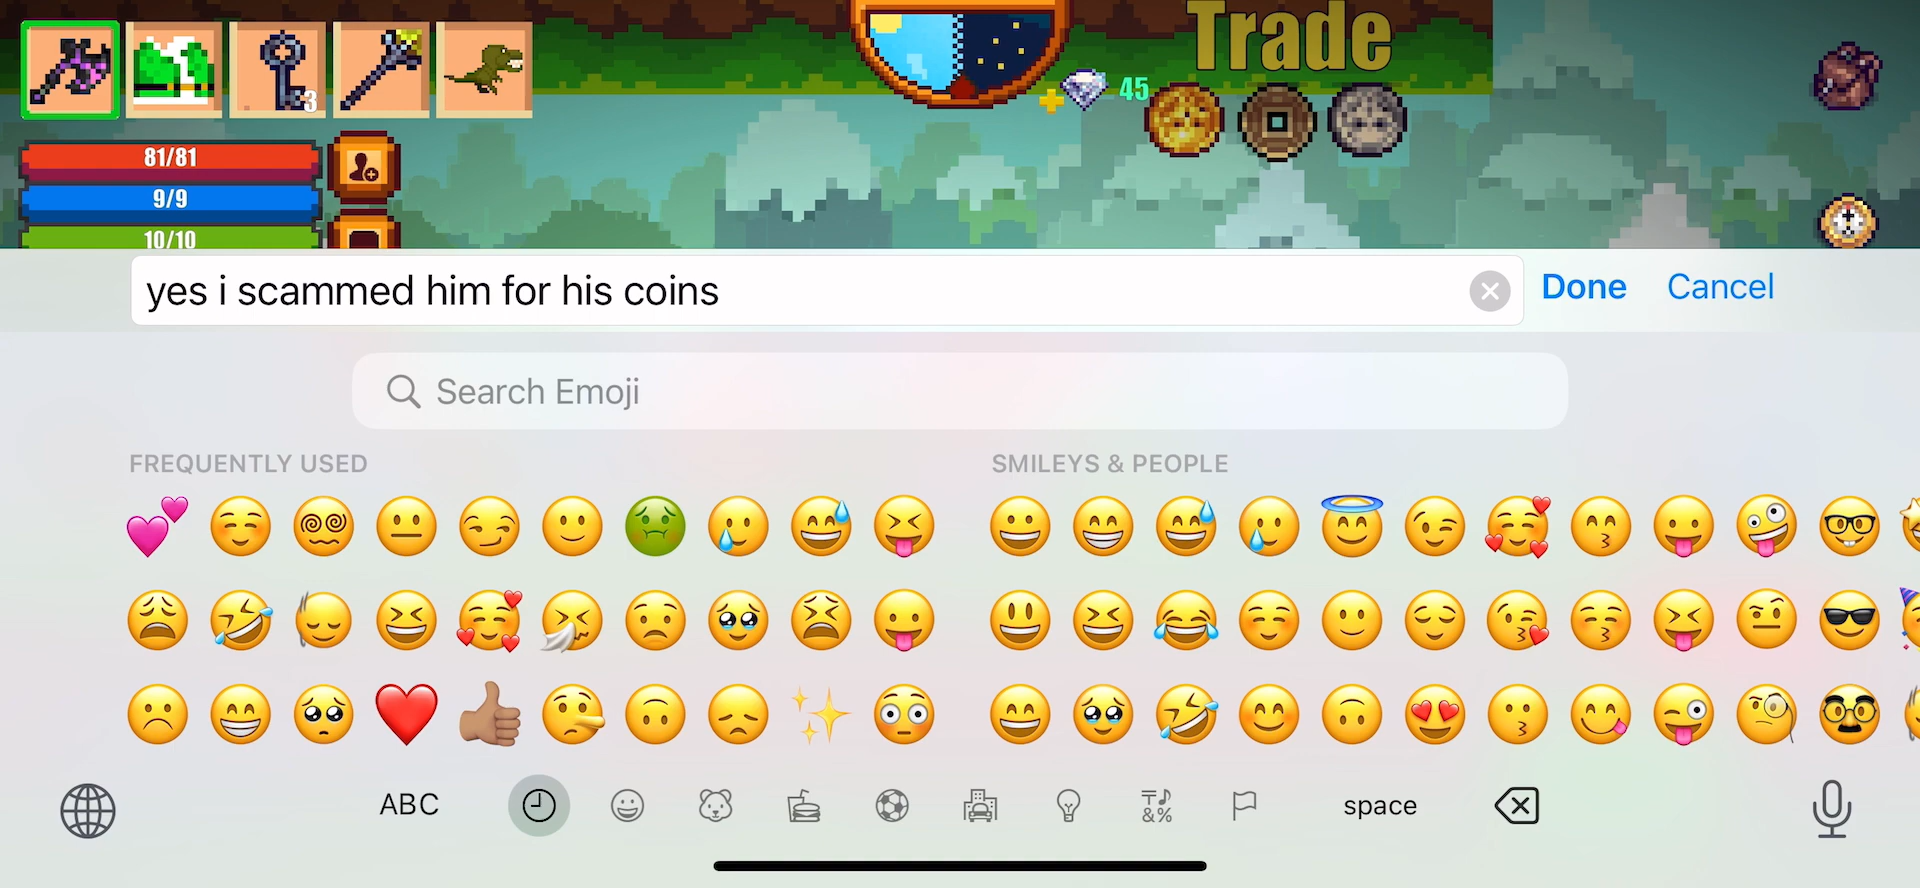 Trade
45
3
81/81
9/9
10/10
yes i scammed him for his coins
Done
Cancel
Search Emoji
FREQUENTLY USED
SMILEYS & PEOPLE
ABC
space